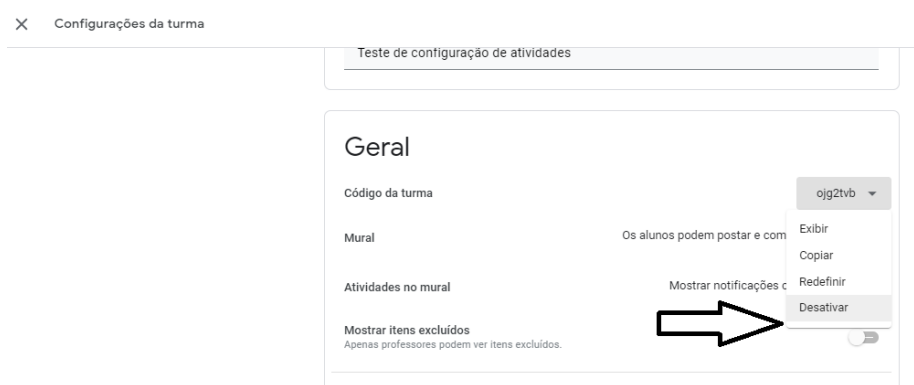 Configurações da turma
Teste de configuração de atividades
Geral
Código da turma
ojg2tvb
Exibir
Mural
Os alunos podem postar e com
Copiar
Redefinir
Atividades no mural
Mostrar notificações
Desativar
Mostrar itens excluídos
Apenas professores podem ver itens excluídos.